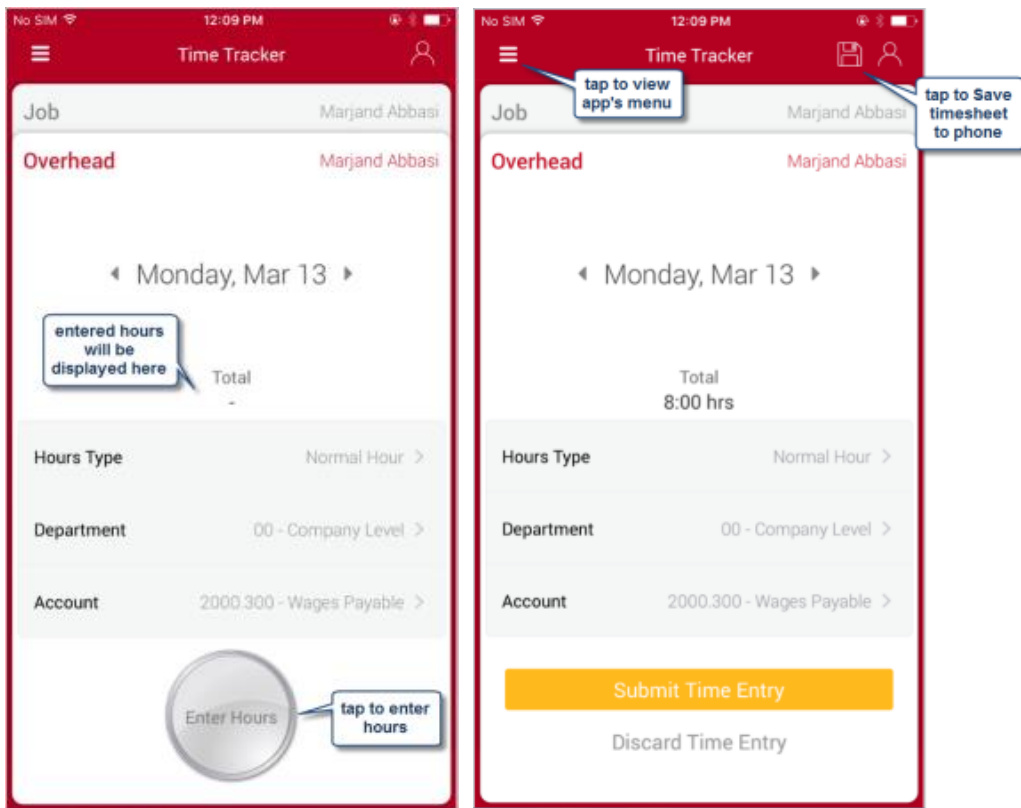 No SIM 12:09 PM
Time Tracker
Job Marjand Abbasi
Overhead Marjand Abbasi
Monday, Mar 13
entered hours
will be
displayed here
Total
-
Hours Type Normal Hour >
Department 00 - Company Level >
Account 2000.300 - Wages Payable >
Enter Hours
tap to enter
hours
No SIM 12:09 PM
Time Tracker
tap to view
app's menu
tap to Save
timesheet
to phone
Job Marjand Abbasi
Overhead Marjand Abbasi
Monday, Mar 13
Total
8:00 hrs
Hours Type Normal Hour >
Department 00 - Company Level >
Account 2000.300 - Wages Payable >
Submit Time Entry
Discard Time Entry